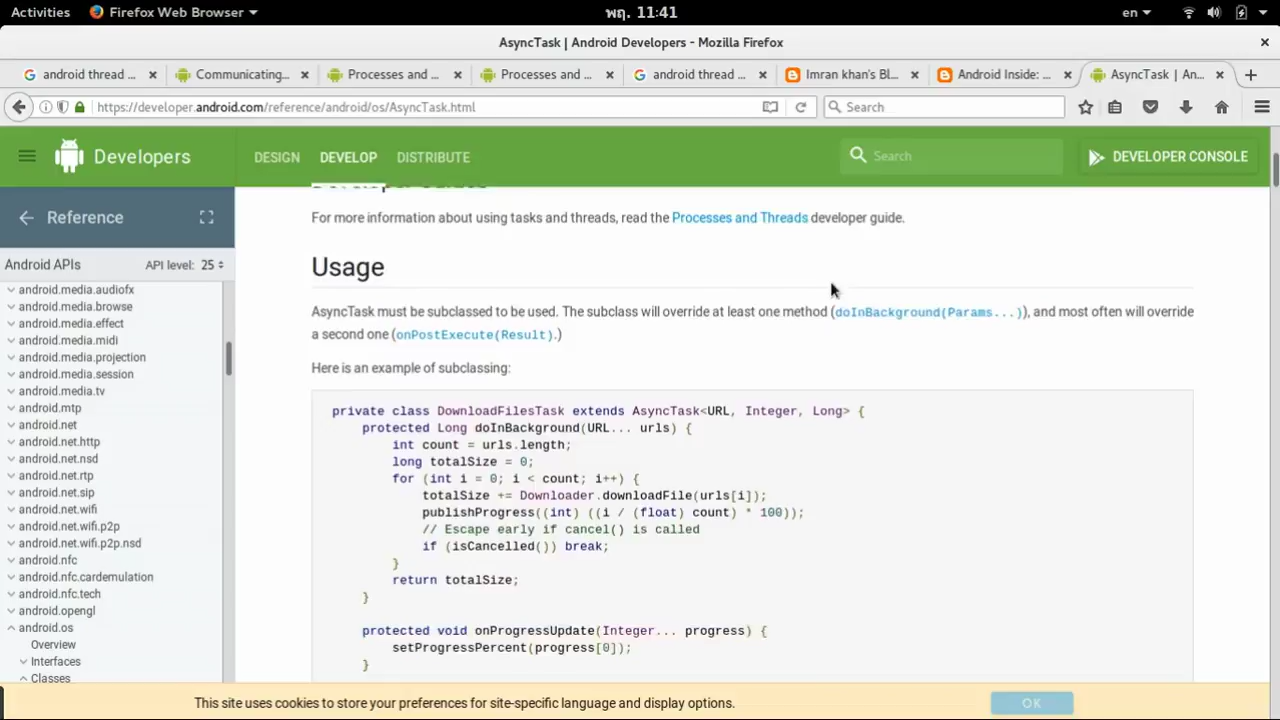 Activities Firefox Web Browser พฤ. 11:41 en
AsyncTask | Android Developers - Mozilla Firefox
android thread ... Communicating... Processes and ... Processes and ... android thread ... Imran khan's Bl... Android Inside: ... AsyncTask | An...
https://developer.android.com/reference/android/os/AsyncTask.html Search
Developers DESIGN DEVELOP DISTRIBUTE Search DEVELOPER CONSOLE
Reference
Android APIs API level: 25
android.media.audiofx
android.media.browse
android.media.effect
android.media.midi
android.media.projection
android.media.session
android.media.tv
android.mtp
android.net
android.net.http
android.net.nsd
android.net.rtp
android.net.sip
android.net.wifi
android.net.wifi.p2p
android.net.wifi.p2p.nsd
android.nfc
android.nfc.cardemulation
android.nfc.tech
android.opengl
android.os
Overview
Interfaces
Classes
For more information about using tasks and threads, read the Processes and Threads developer guide.
Usage
AsyncTask must be subclassed to be used. The subclass will override at least one method (doInBackground(Params...)), and most often will override
a second one (onPostExecute(Result).)
Here is an example of subclassing:
private class DownloadFilesTask extends AsyncTask<URL, Integer, Long> {
protected Long doInBackground(URL... urls) {
int count = urls.length;
long totalSize = 0;
for (int i = 0; i < count; i++) {
totalSize += Downloader.downloadFile(urls[i]);
publishProgress((int) ((i / (float) count) * 100));
// Escape early if cancel() is called
if (isCancelled()) break;
}
return totalSize;
}
protected void onProgressUpdate(Integer... progress) {
setProgressPercent(progress[0]);
}
This site uses cookies to store your preferences for site-specific language and display options. OK